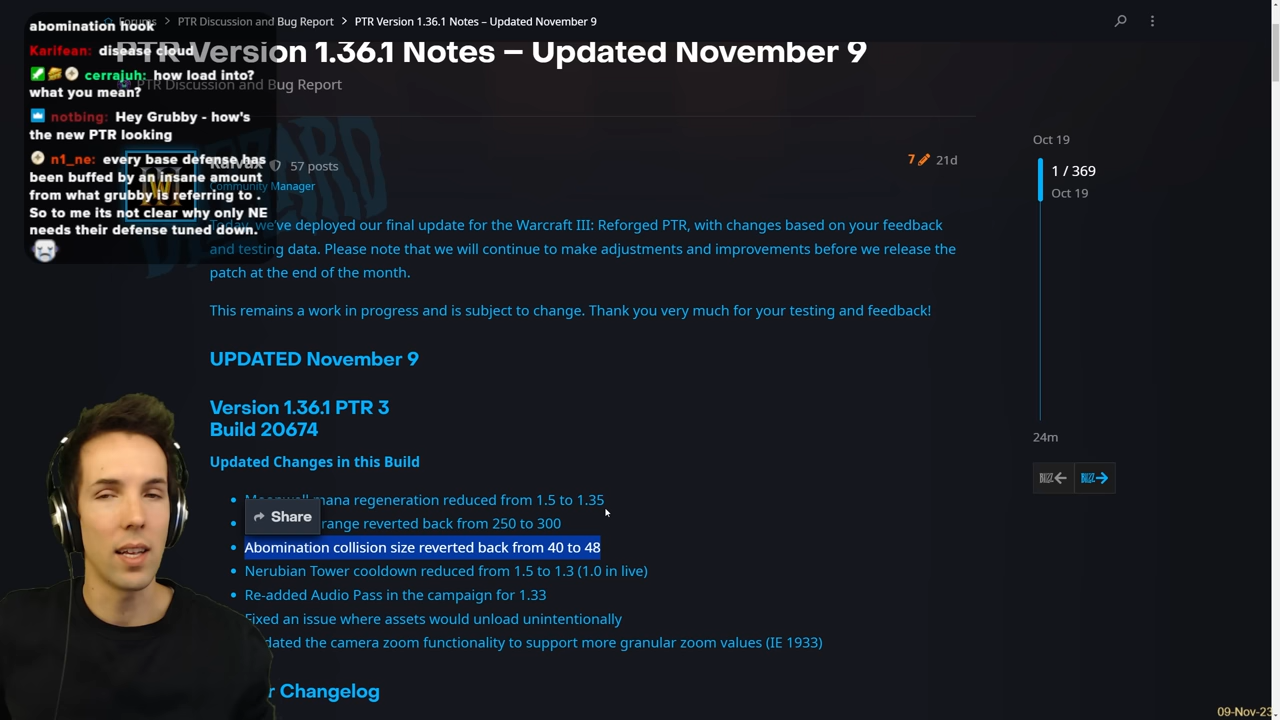 Forums > PTR Discussion and Bug Report > PTR Version 1.36.1 Notes – Updated November 9
PTR Version 1.36.1 Notes – Updated November 9
PTR Discussion and Bug Report
abomination hook
Karifean: disease cloud
cerrajuh: how load into?
what you mean?
notbing: Hey Grubby - how's
the new PTR looking
n1_ne: every base defense has
been buffed by an insane amount
from what grubby is referring to .
So to me its not clear why only NE
needs their defense tuned down.
57 posts
Community Manager
7 21d
we've deployed our final update for the Warcraft III: Reforged PTR, with changes based on your feedback
and testing data. Please note that we will continue to make adjustments and improvements before we release the
patch at the end of the month.
This remains a work in progress and is subject to change. Thank you very much for your testing and feedback!
UPDATED November 9
Version 1.36.1 PTR 3
Build 20674
Updated Changes in this Build
Moonwell mana regeneration reduced from 1.5 to 1.35
Share
range reverted back from 250 to 300
Abomination collision size reverted back from 40 to 48
Nerubian Tower cooldown reduced from 1.5 to 1.3 (1.0 in live)
Re-added Audio Pass in the campaign for 1.33
Fixed an issue where assets would unload unintentionally
the camera zoom functionality to support more granular zoom values (IE 1933)
Changelog
Oct 19
1 / 369
Oct 19
24m
BLIZZ
BLIZZ
09-Nov-23